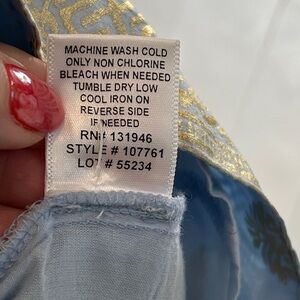 MACHINE WASH COLD
ONLY NON CHLORINE
BLEACH WHEN NEEDED
TUMBLE DRY LOW
COOL IRON ON
REVERSE SIDE
IF NEEDED
RN# 131946
STYLE # 107761
LOT # 55234